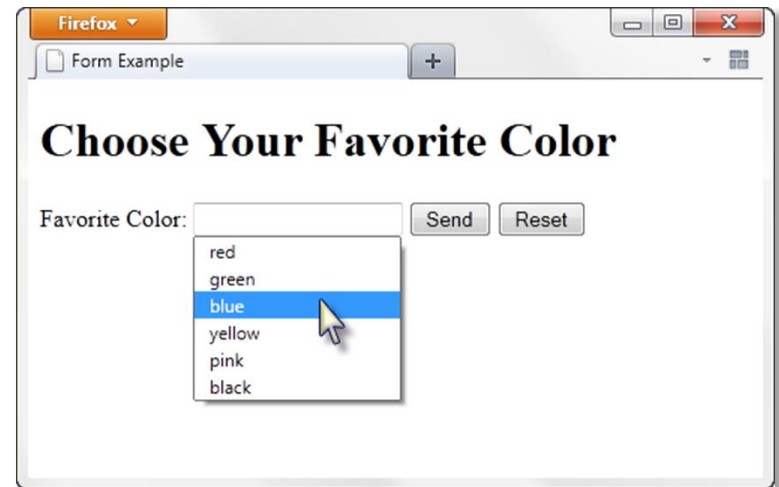 Firefox
Form Example
Choose Your Favorite Color
Favorite Color: Send Reset
red
green
blue
yellow
pink
black